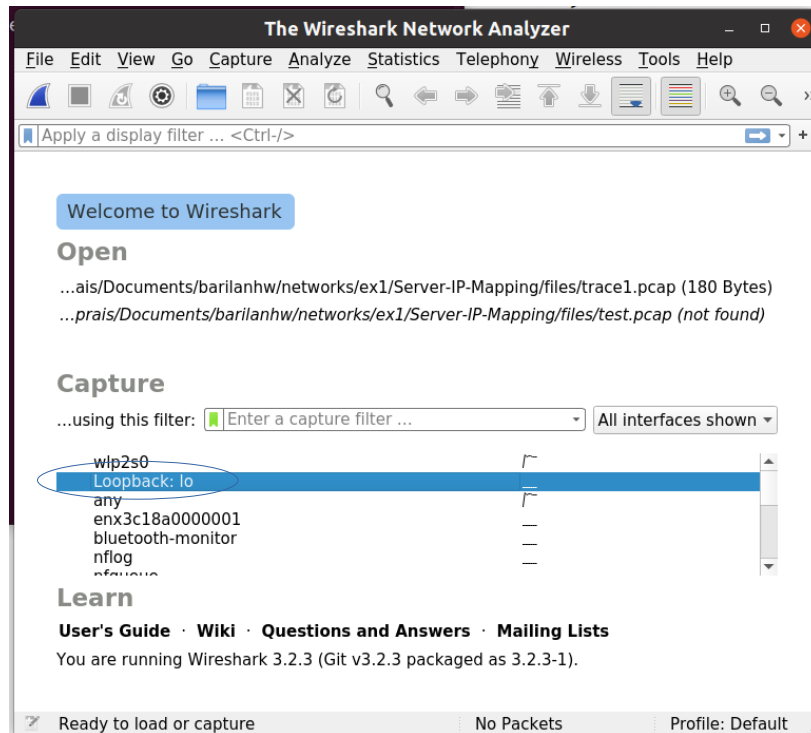 The Wireshark Network Analyzer
File Edit View Go Capture Analyze Statistics Telephony Wireless Tools Help
Apply a display filter … <Ctrl-/>
Welcome to Wireshark
Open
…ais/Documents/barilanhw/networks/ex1/Server-IP-Mapping/files/trace1.pcap (180 Bytes)
…prais/Documents/barilanhw/networks/ex1/Server-IP-Mapping/files/test.pcap (not found)
Capture
…using this filter: Enter a capture filter … All interfaces shown
wlp2s0
Loopback: lo
any
enx3c18a0000001
bluetooth-monitor
nflog
Learn
User's Guide · Wiki · Questions and Answers · Mailing Lists
You are running Wireshark 3.2.3 (Git v3.2.3 packaged as 3.2.3-1).
Ready to load or capture No Packets Profile: Default